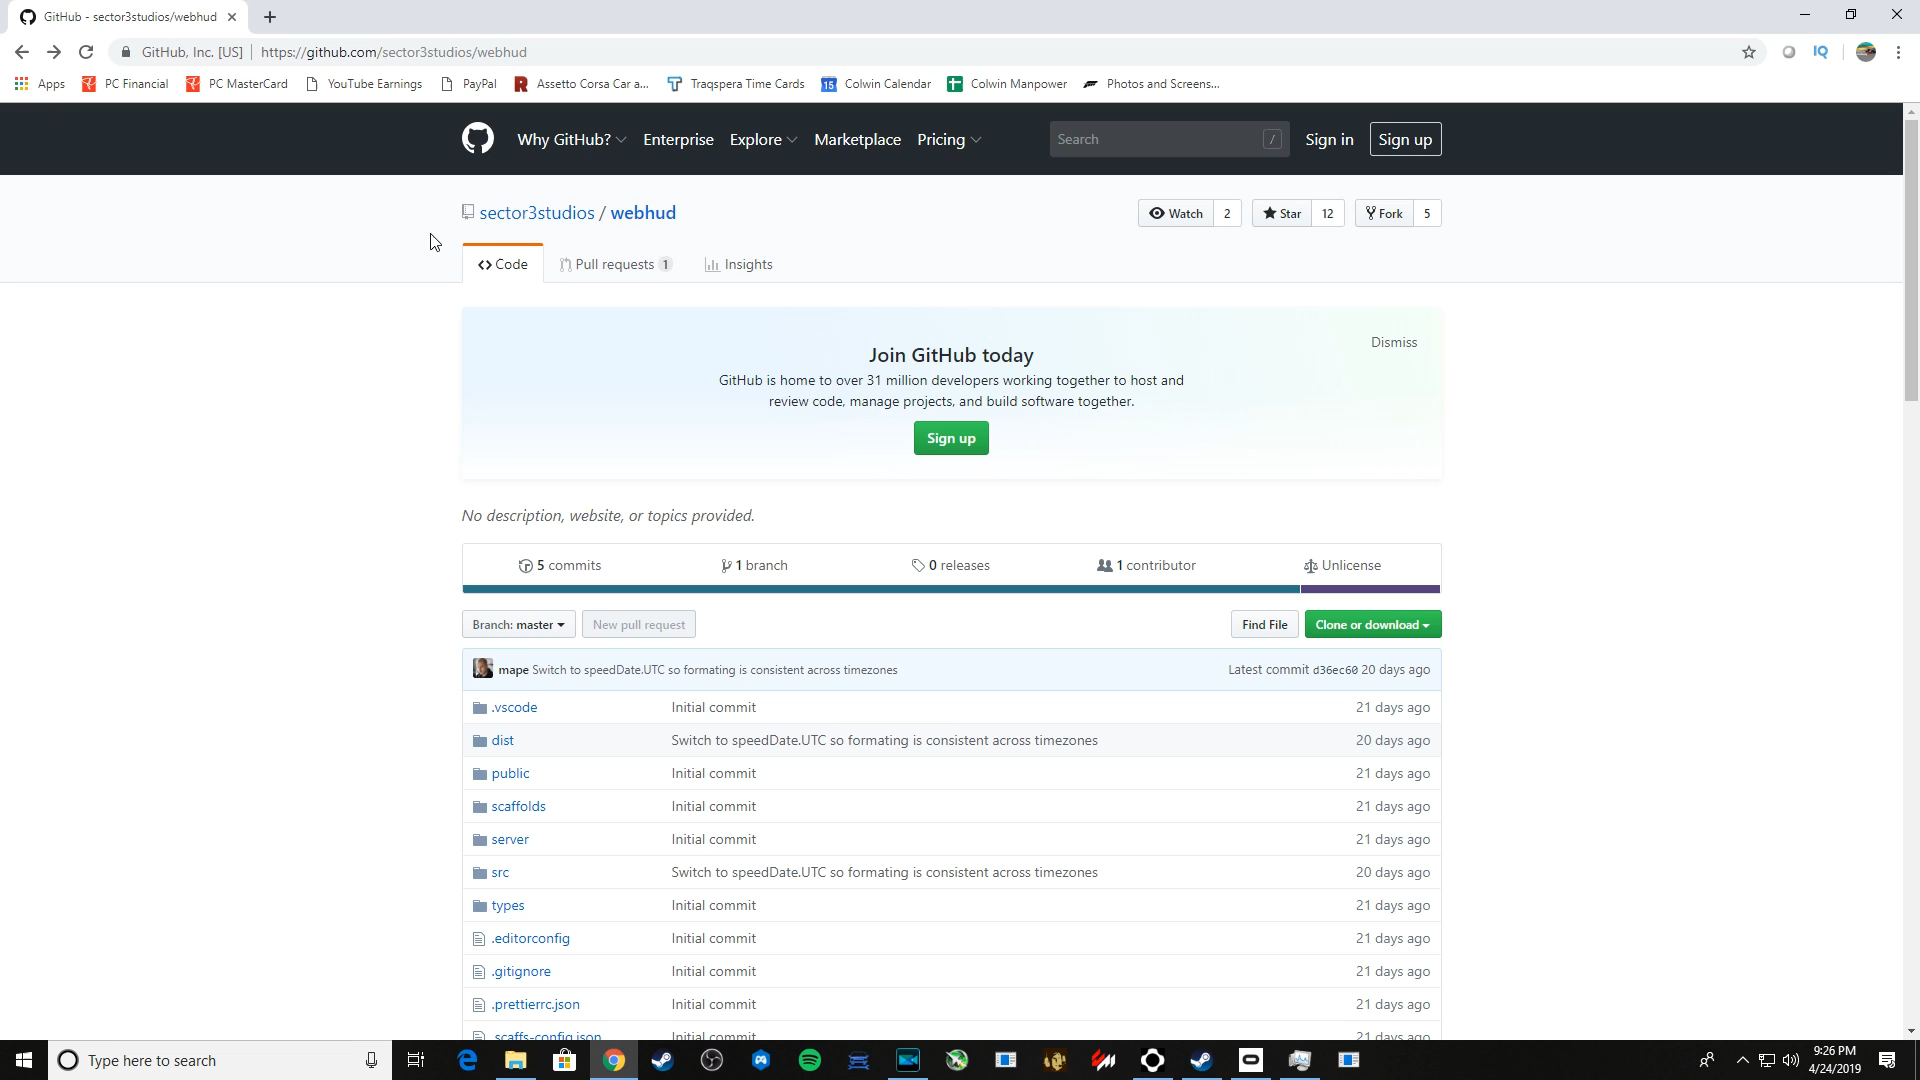 GitHub - sector3studios/webhud
GitHub, Inc. [US] https://github.com/sector3studios/webhud
IQ
Apps PC Financial PC MasterCard YouTube Earnings PayPal Assetto Corsa Car a... Traqspera Time Cards 15 Colwin Calendar Colwin Manpower Photos and Screens...
Why GitHub? Enterprise Explore Marketplace Pricing Search / Sign in Sign up
sector3studios / webhud
Watch 2 Star 12 Fork 5
Code Pull requests 1 Insights
Dismiss
Join GitHub today
GitHub is home to over 31 million developers working together to host and
review code, manage projects, and build software together.
Sign up
No description, website, or topics provided.
5 commits 1 branch 0 releases 1 contributor Unlicense
Branch: master New pull request Find File Clone or download
mape Switch to speedDate.UTC so formating is consistent across timezones Latest commit d36ec60 20 days ago
.vscode Initial commit 21 days ago
dist Switch to speedDate.UTC so formating is consistent across timezones 20 days ago
public Initial commit 21 days ago
scaffolds Initial commit 21 days ago
server Initial commit 21 days ago
src Switch to speedDate.UTC so formating is consistent across timezones 20 days ago
types Initial commit 21 days ago
.editorconfig Initial commit 21 days ago
.gitignore Initial commit 21 days ago
.prettierrc.json Initial commit 21 days ago
.scaffs-config.json Initial commit 21 days ago
Type here to search
9:26 PM
4/24/2019